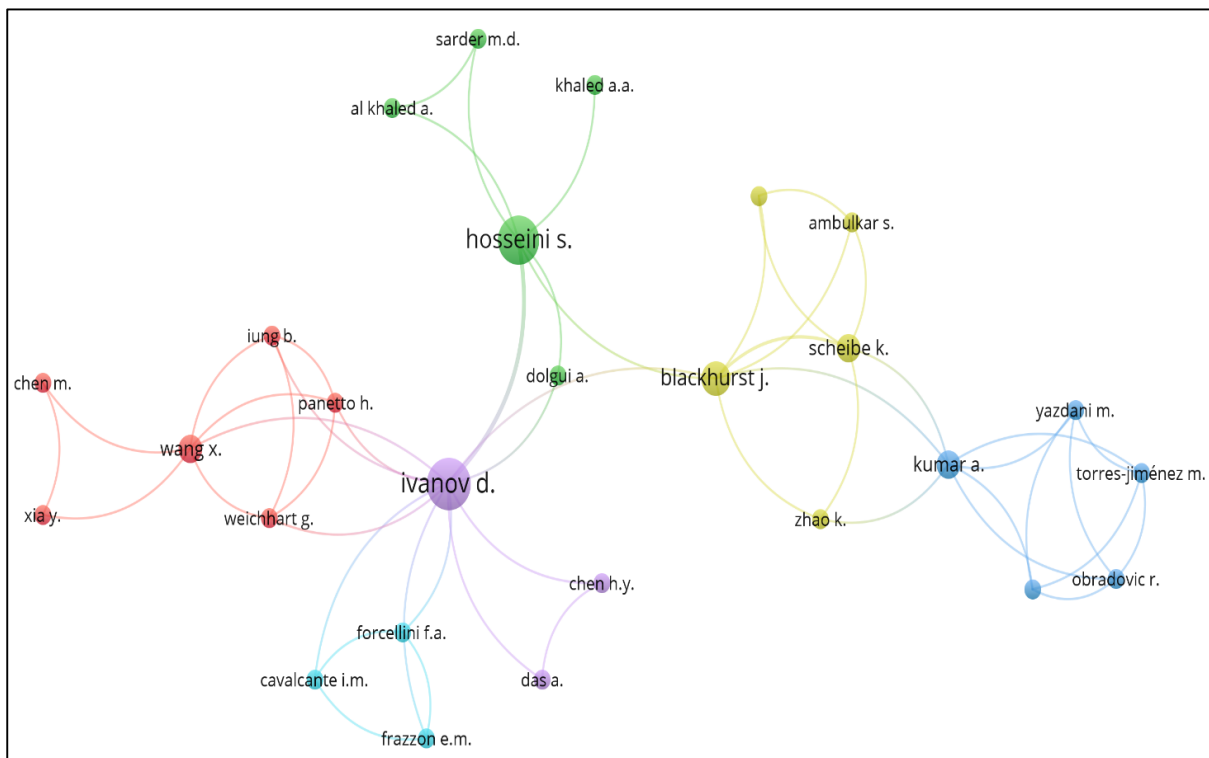 sarder m.d.
khaled a.a.
al khaled a.
ambulkar s.
hosseini s.
iung b.
scheibe k.
dolgui a.
blackhurst j.
chen m.
panetto h.
yazdani m.
wang x.
kumar a.
torres-jiménez m.
ivanov d.
xia y.
weichhart g.
zhao k.
chen h.y.
obradovic r.
forcellini f.a.
cavalcante i.m.
das a.
frazzon e.m.